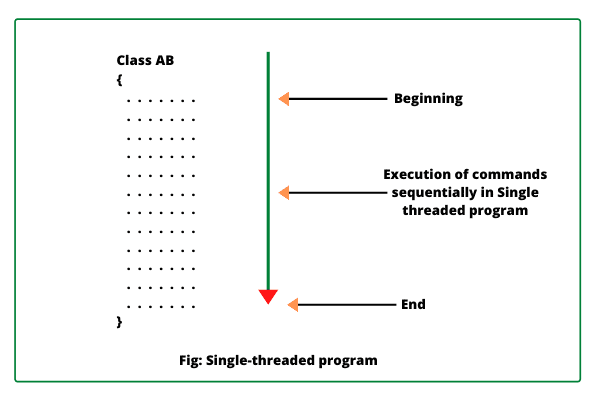 Class AB
{
. . . . . . .
. . . . . . .
. . . . . . .
. . . . . . .
. . . . . . .
. . . . . . .
. . . . . . .
. . . . . . .
. . . . . . .
. . . . . . .
. . . . . . .
. . . . . . .
}
Beginning
Execution of commands
sequentially in Single
threaded program
End
Fig: Single-threaded program